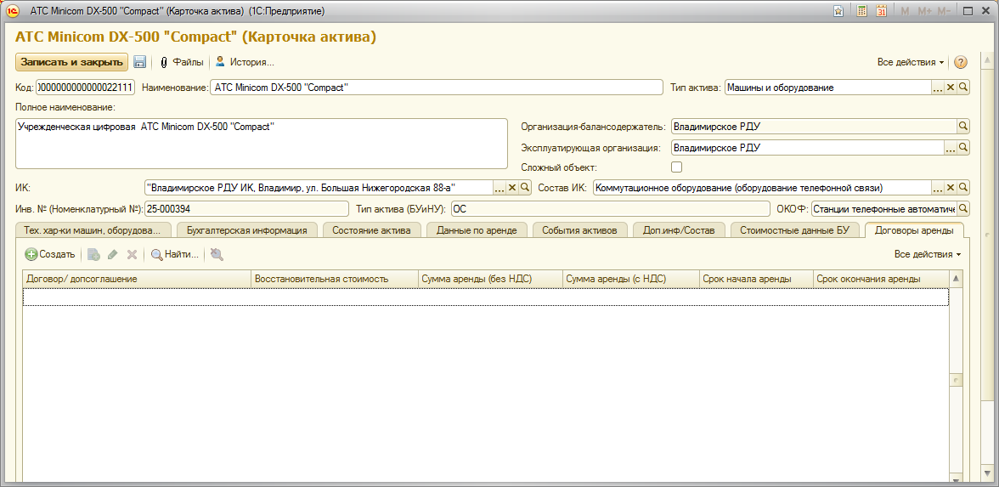 АТС Minicom DX-500 "Compact" (Карточка актива) (1С:Предприятие)
M M+ M-
АТС Minicom DX-500 "Compact" (Карточка актива)
Записать и закрыть Файлы История... Все действия
Код: 000000000000022111 Наименование: АТС Minicom DX-500 "Compact" Тип актива: Машины и оборудование
Полное наименование:
Учрежденческая цифровая АТС Minicom DX-500 "Compact"
Организация-балансодержатель: Владимирское РДУ
Эксплуатирующая организация: Владимирское РДУ
Сложный объект:
ИК: "Владимирское РДУ ИК, Владимир, ул. Большая Нижегородская 88-а" Состав ИК: Коммутационное оборудование (оборудование телефонной связи)
Инв. № (Номенклатурный №): 25-000394 Тип актива (БУиНУ): ОС ОКОФ: Станции телефонные автоматиче
Тех. хар-ки машин, оборудова... Бухгалтерская информация Состояние актива Данные по аренде События активов Доп.инф/Состав Стоимостные данные БУ Договоры аренды
Создать Найти... Все действия
Договор/ допсоглашение Восстановительная стоимость Сумма аренды (без НДС) Сумма аренды (с НДС) Срок начала аренды Срок окончания аренды